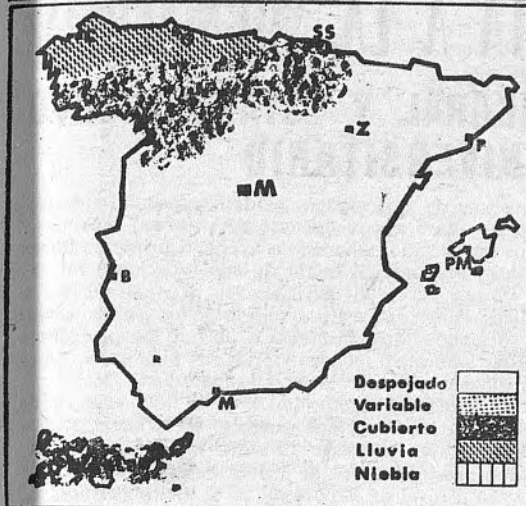 SS
Z
M
B
PM
M
Despejado
Variable
Cubierto
Lluvia
Niebla